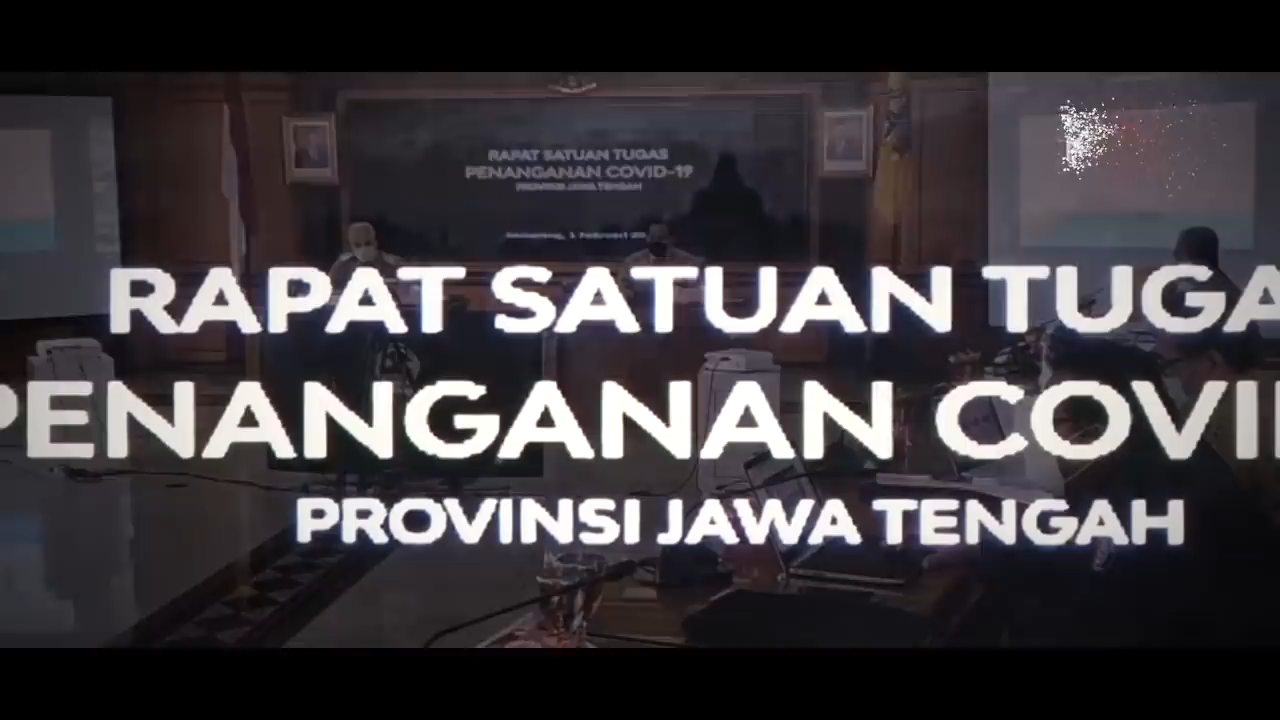 RAPAT SATUAN TUGAS
PENANGANAN COVID-19
PROVINSI JAWA TENGAH
RAPAT SATUAN TUGA
PENANGANAN COVI
PROVINSI JAWA TENGAH